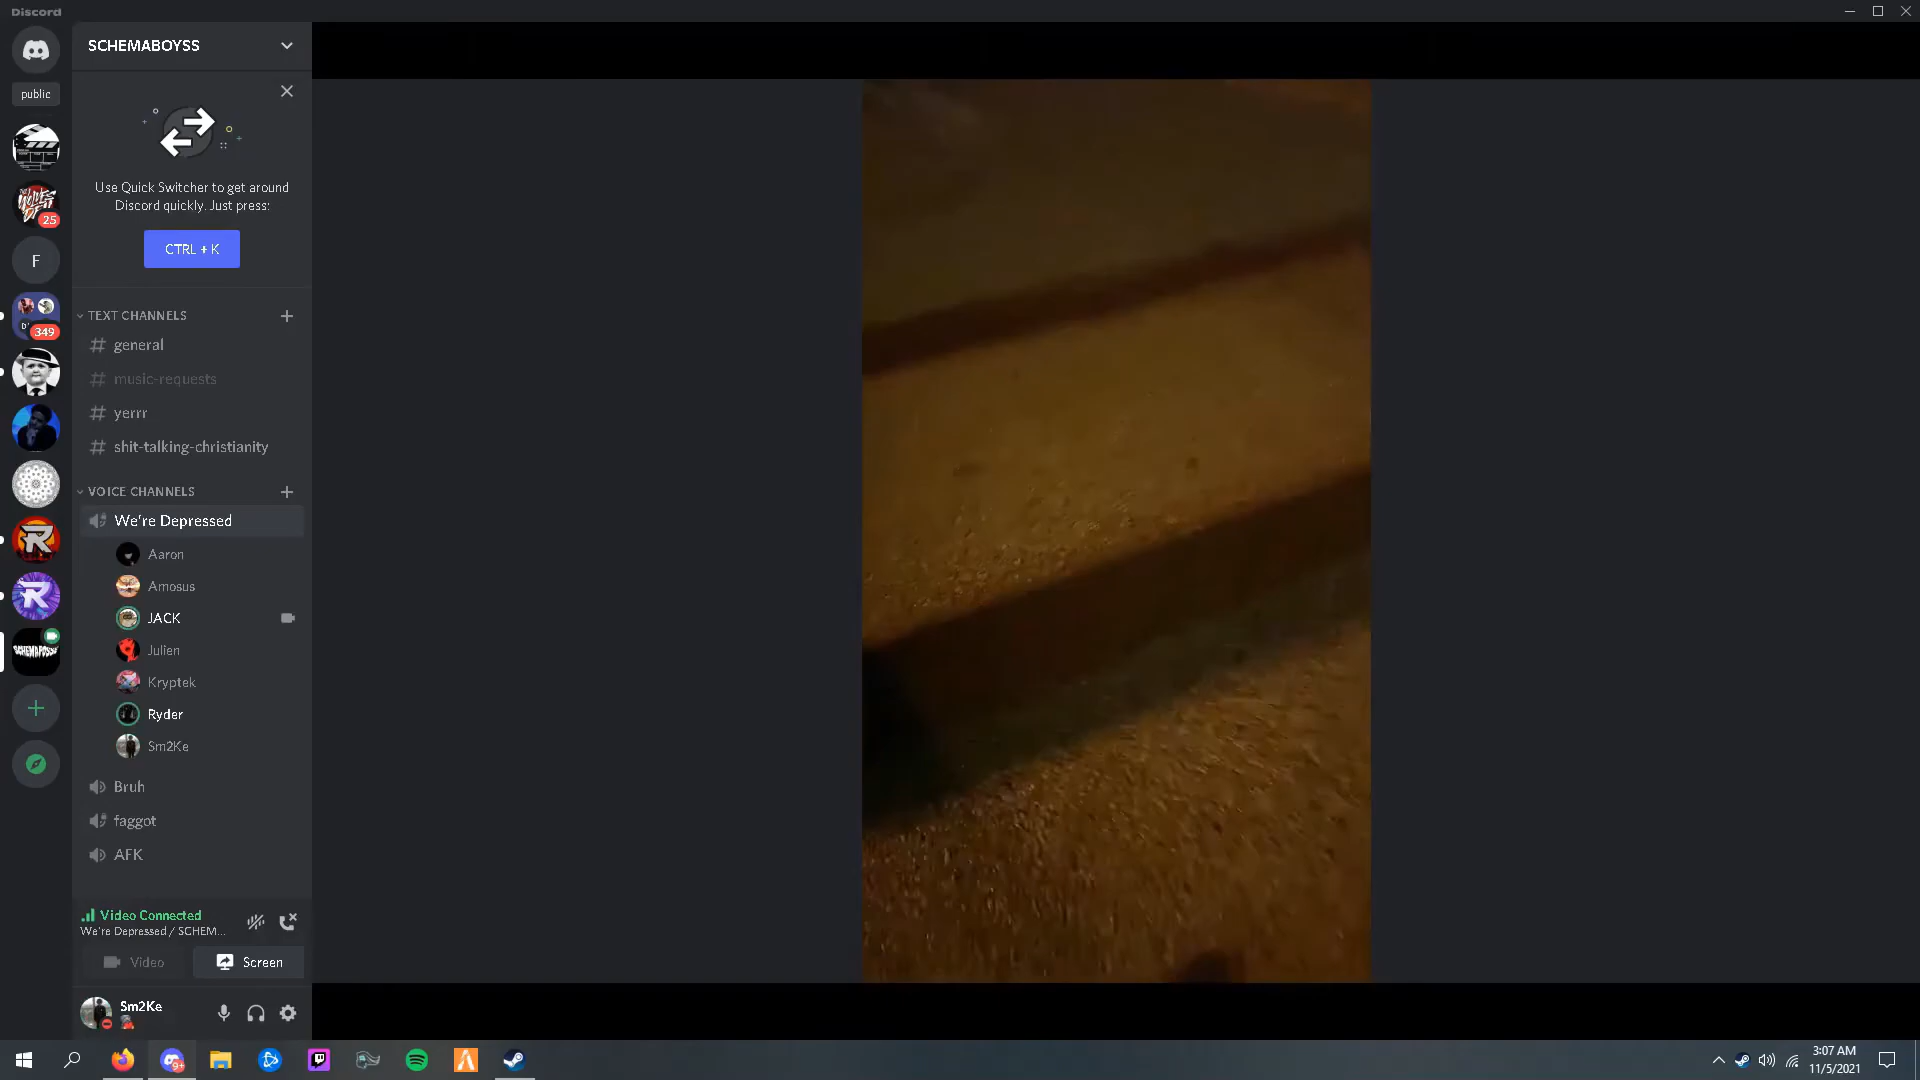 Discord
SCHEMABOYSS
public
Use Quick Switcher to get around
Discord quickly. Just press:
CTRL + K
25
F
349
TEXT CHANNELS
general
music-requests
yerrr
shit-talking-christianity
VOICE CHANNELS
We're Depressed
Aaron
Amosus
JACK
Julien
Kryptek
Ryder
Sm2Ke
Bruh
faggot
AFK
Video Connected
We're Depressed / SCHEM...
Video
Screen
Sm2Ke
9+
3:07 AM
11/5/2021